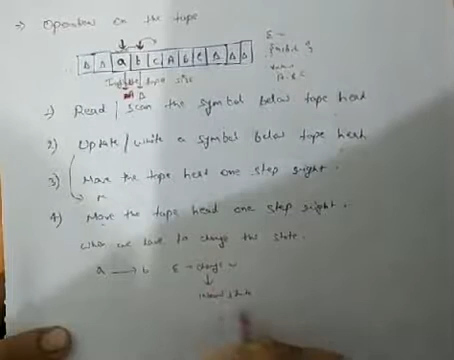 → Operation on the tape
Δ Δ a b c A b c Δ Δ Δ
Infinite tape size
A B
1) Read / Scan the symbol below tape head
2) Update / write a symbol below tape head
3) Move the tape head one step right.
4) Move the tape head one step right.
when we have to change the state.
a → b
change